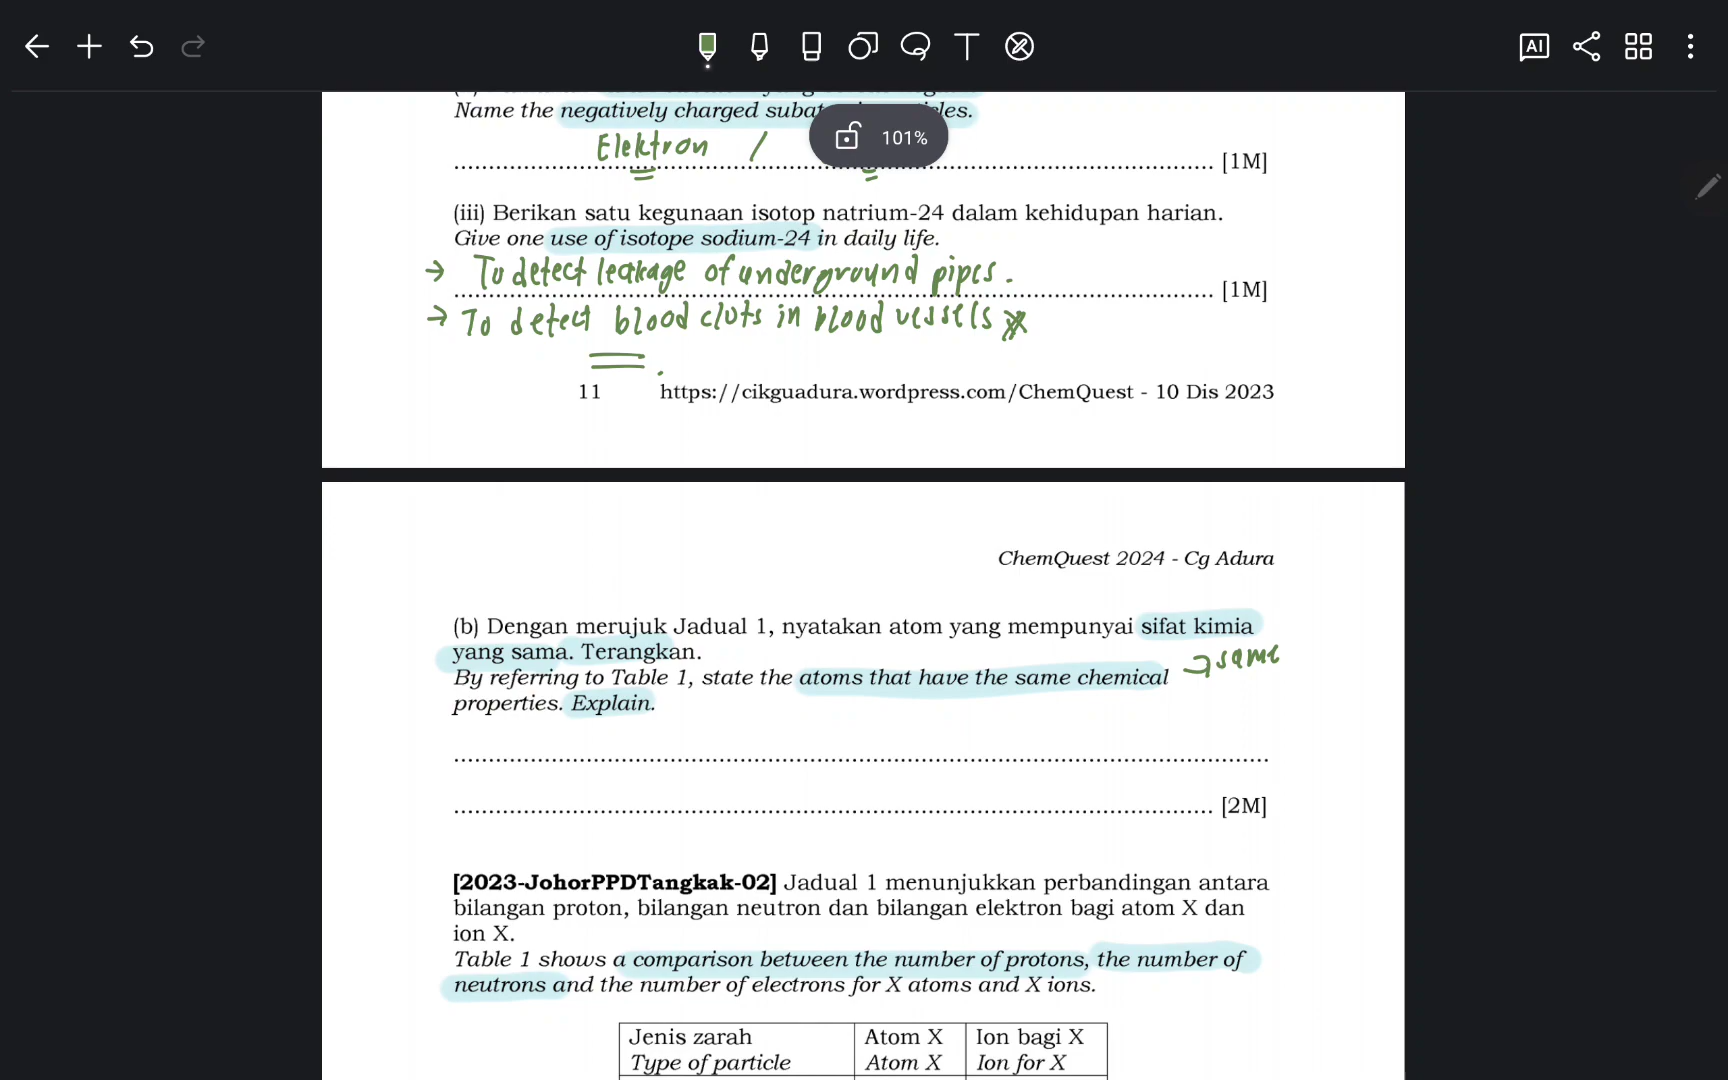 AI
Name the negatively charged
101%
Elektron /
[1M]
(iii) Berikan satu kegunaan isotop natrium-24 dalam kehidupan harian.
Give one use of isotope sodium-24 in daily life.
→ To detect leakage of underground pipes.
[1M]
→ To detect blood clots in blood vessels
11
https://cikguadura.wordpress.com/ChemQuest - 10 Dis 2023
ChemQuest 2024 - Cg Adura
(b) Dengan merujuk Jadual 1, nyatakan atom yang mempunyai sifat kimia
yang sama. Terangkan.
→ same
By referring to Table 1, state the atoms that have the same chemical
properties. Explain.
[2M]
[2023-JohorPPDTangkak-02] Jadual 1 menunjukkan perbandingan antara
bilangan proton, bilangan neutron dan bilangan elektron bagi atom X dan
ion X.
Table 1 shows a comparison between the number of protons, the number of
neutrons and the number of electrons for X atoms and X ions.
Jenis zarah Atom X Ion bagi X
Type of particle Atom X Ion for X